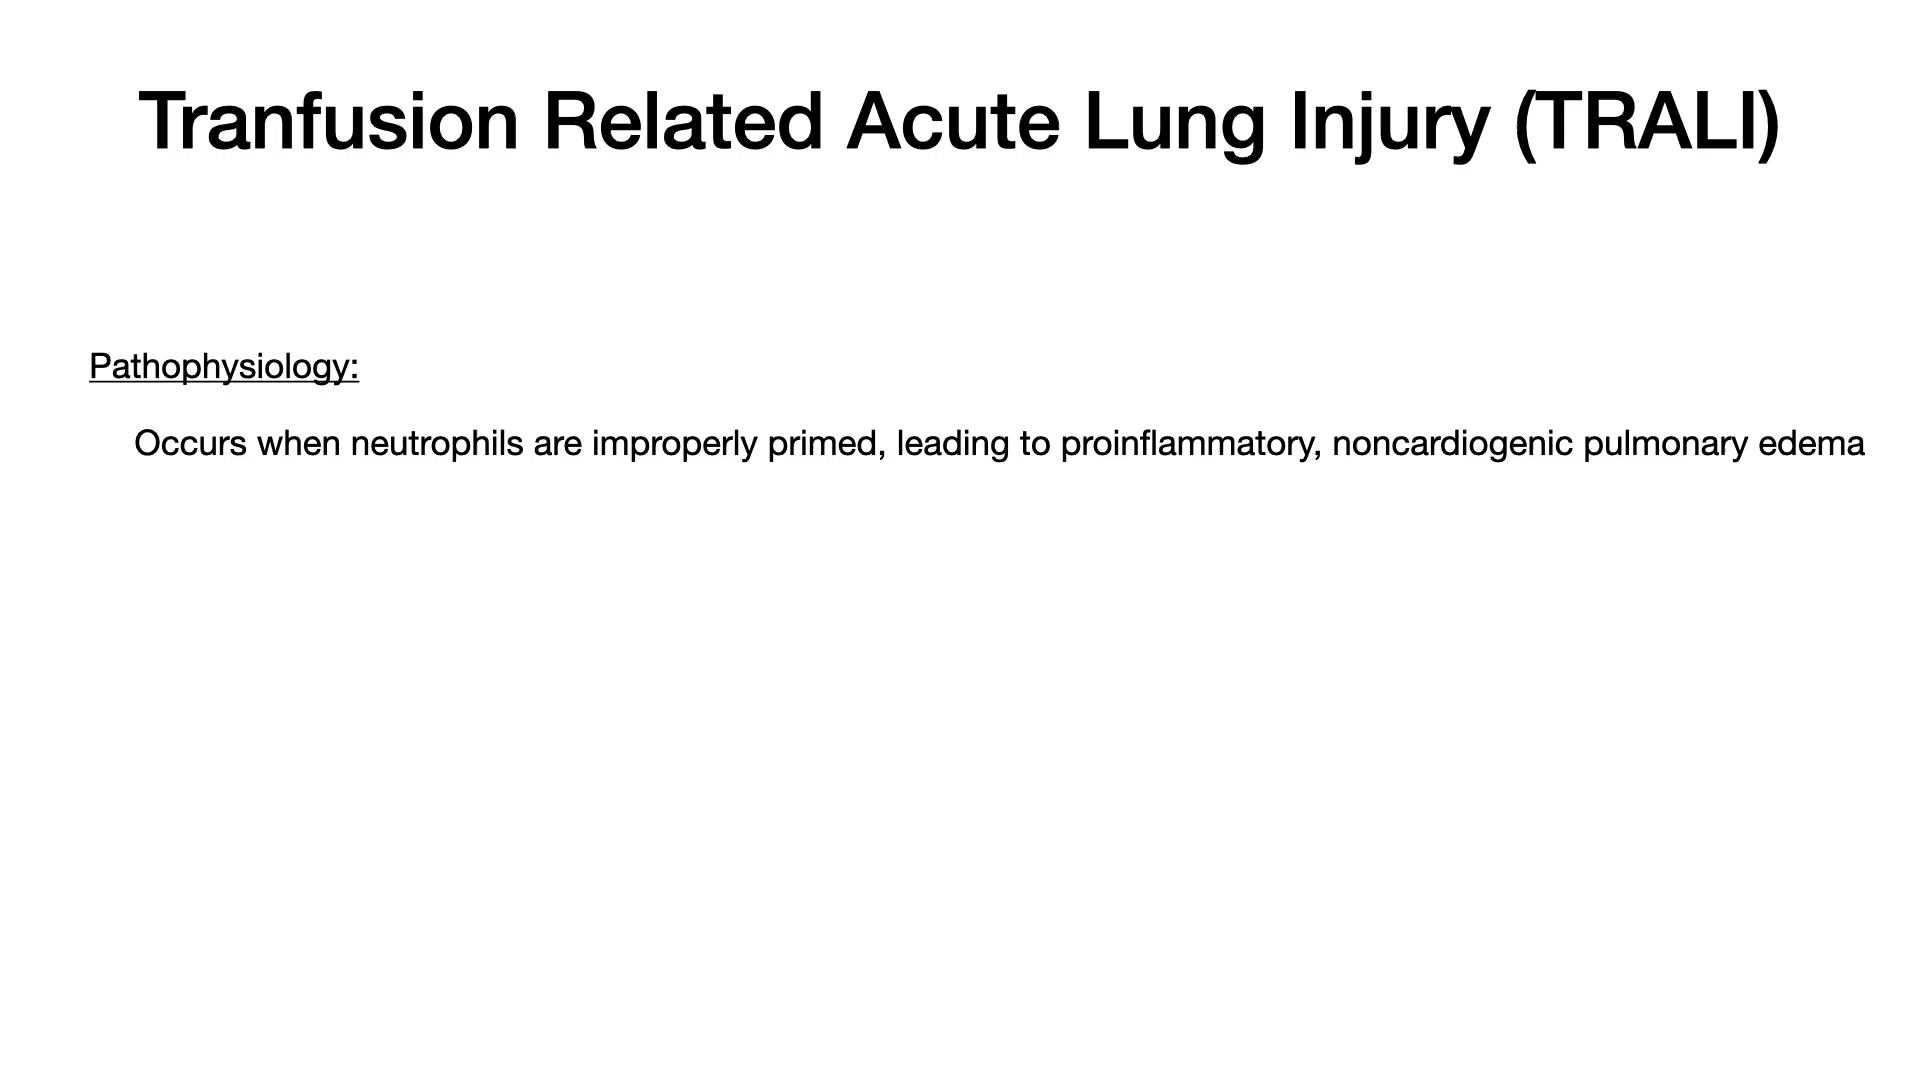 Tranfusion Related Acute Lung Injury (TRALI)
Pathophysiology:
Occurs when neutrophils are improperly primed, leading to proinflammatory, noncardiogenic pulmonary edema